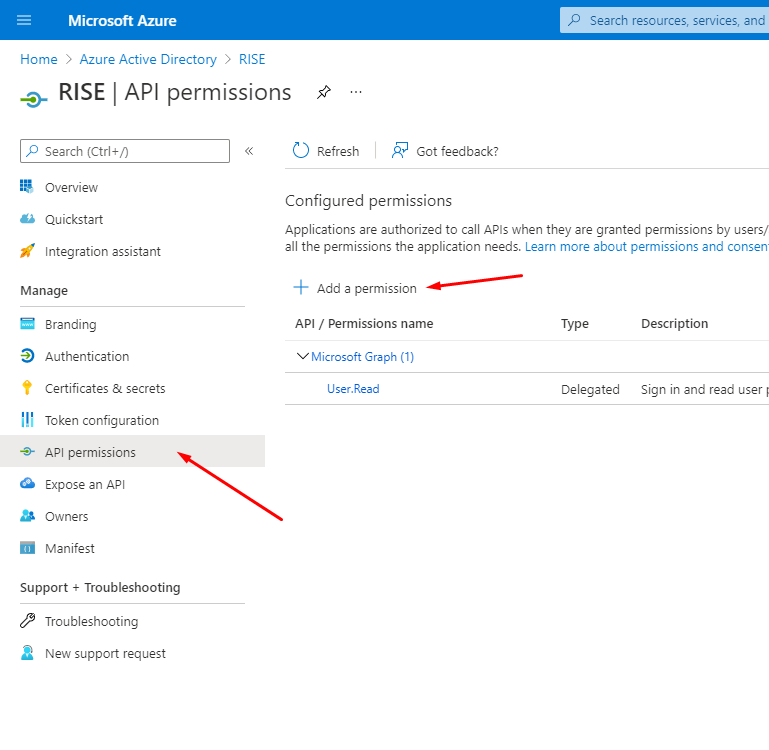 Microsoft Azure
Search resources, services, and
Home > Azure Active Directory > RISE
RISE | API permissions
Search (Ctrl+/)
«
Refresh
Got feedback?
Overview
Quickstart
Integration assistant
Manage
Branding
Authentication
Certificates & secrets
Token configuration
API permissions
Expose an API
Owners
Manifest
Support + Troubleshooting
Troubleshooting
New support request
Configured permissions
Applications are authorized to call APIs when they are granted permissions by users/
all the permissions the application needs. Learn more about permissions and consent
Add a permission
API / Permissions name Type Description
Microsoft Graph (1)
User.Read Delegated Sign in and read user p